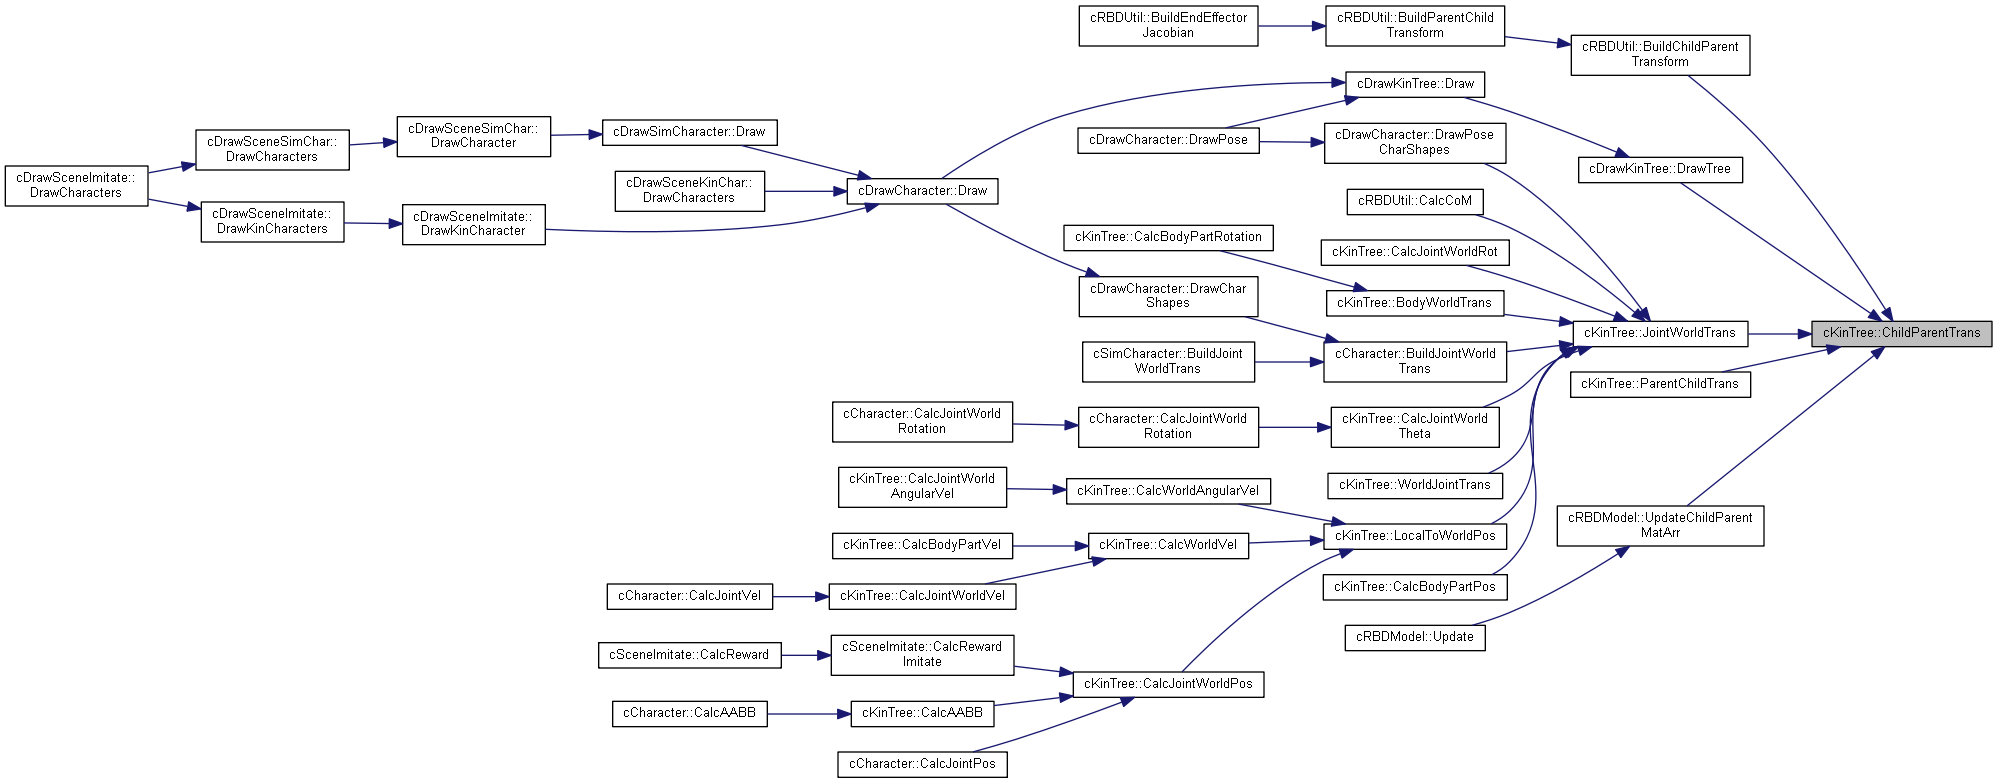 cRBDUtil::BuildEndEffector
Jacobian
cRBDUtil::BuildParentChild
Transform
cRBDUtil::BuildChildParent
Transform
cDrawKinTree::Draw
cDrawSceneSimChar::
DrawCharacter
cDrawSimCharacter::Draw
cDrawCharacter::DrawPose
cDrawCharacter::DrawPose
CharShapes
cDrawSceneSimChar::
DrawCharacters
cDrawKinTree::DrawTree
cDrawSceneImitate::
DrawCharacters
cDrawSceneKinChar::
DrawCharacters
cDrawCharacter::Draw
cRBDUtil::CalcCoM
cDrawSceneImitate::
DrawKinCharacters
cDrawSceneImitate::
DrawKinCharacter
cKinTree::CalcBodyPartRotation
cKinTree::CalcJointWorldRot
cDrawCharacter::DrawChar
Shapes
cKinTree::BodyWorldTrans
cKinTree::JointWorldTrans
cKinTree::ChildParentTrans
cSimCharacter::BuildJoint
WorldTrans
cCharacter::BuildJointWorld
Trans
cKinTree::ParentChildTrans
cCharacter::CalcJointWorld
Rotation
cCharacter::CalcJointWorld
Rotation
cKinTree::CalcJointWorld
Theta
cKinTree::CalcJointWorld
AngularVel
cKinTree::CalcWorldAngularVel
cKinTree::WorldJointTrans
cRBDModel::UpdateChildParent
MatArr
cKinTree::CalcBodyPartVel
cKinTree::CalcWorldVel
cKinTree::LocalToWorldPos
cCharacter::CalcJointVel
cKinTree::CalcJointWorldVel
cKinTree::CalcBodyPartPos
cRBDModel::Update
cSceneImitate::CalcReward
cSceneImitate::CalcReward
Imitate
cKinTree::CalcJointWorldPos
cCharacter::CalcAABB
cKinTree::CalcAABB
cCharacter::CalcJointPos